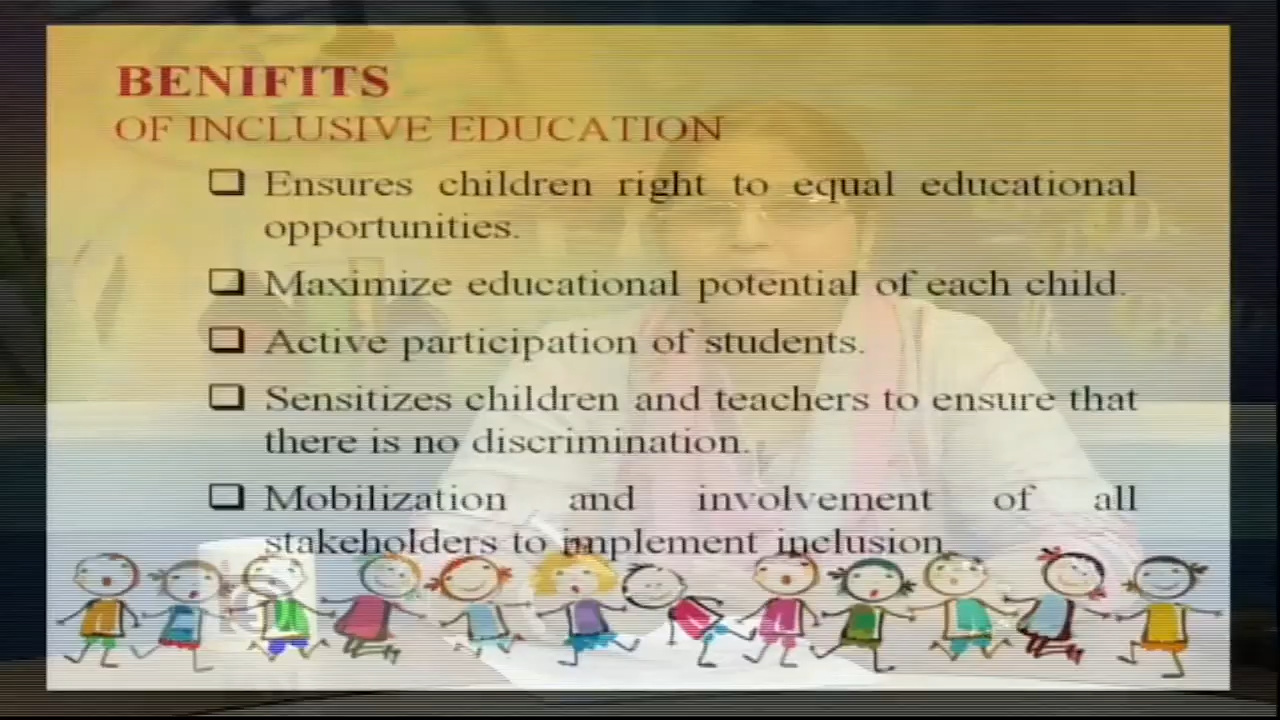 BENIFITS
OF INCLUSIVE EDUCATION
Ensures children right to equal educational
opportunities.
Maximize educational potential of each child.
Active participation of students.
Sensitizes children and teachers to ensure that
there is no discrimination.
Mobilization and involvement of all
stakeholders to implement inclusion